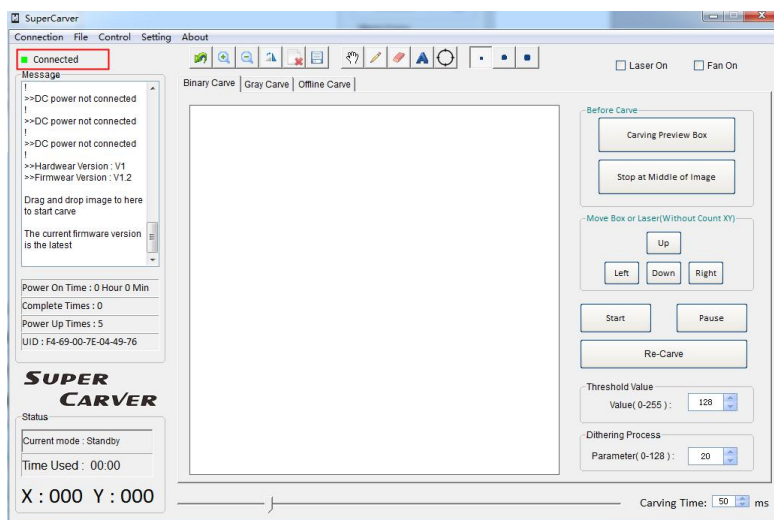 SuperCarver
Connection File Control Setting About
Connected
Message
!
>>DC power not connected
!
>>DC power not connected
!
>>DC power not connected
!
>>Hardwear Version : V1
>>Firmwear Version : V1.2
Drag and drop image to here
to start carve
The current firmware version
is the latest
Power On Time : 0 Hour 0 Min
Complete Times : 0
Power Up Times : 5
UID : F4-69-00-7E-04-49-76
SUPER
CARVER
Status
Current mode : Standby
Time Used : 00:00
X : 000 Y : 000
A
Binary Carve Gray Carve Offline Carve
Laser On Fan On
Before Carve
Carving Preview Box
Stop at Middle of Image
Move Box or Laser(Without Count XY)
Up
Left Down Right
Start Pause
Re-Carve
Threshold Value
Value( 0-255 ) : 128
Dithering Process
Parameter( 0-128 ) : 20
Carving Time: 50 ms